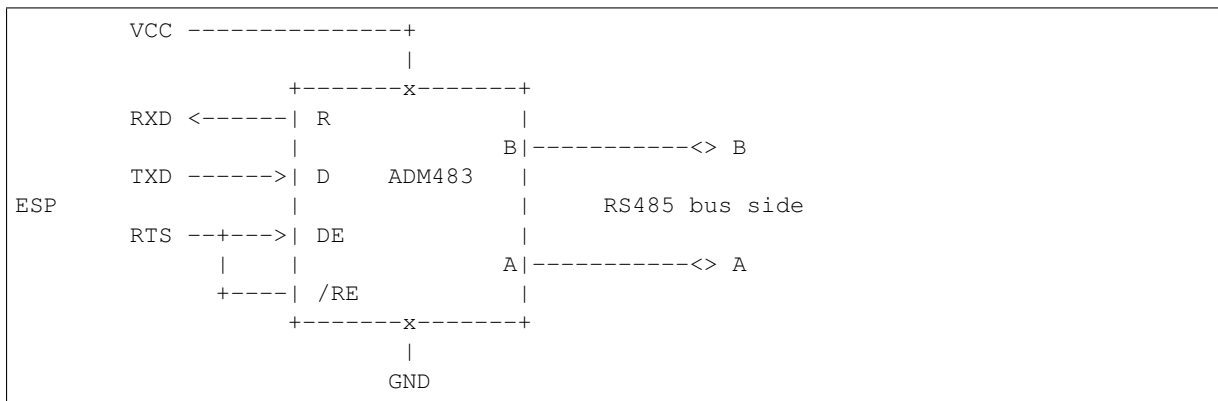 VCC ---------------+
                           |
                   +-------x-------+
        RXD <------| R             |
                   |              B|-----------<> B
        TXD ------>| D    ADM483   |
ESP                |               |     RS485 bus side
        RTS --+--->| DE            |
              |    |              A|-----------<> A
              +----| /RE           |
                   +-------x-------+
                           |
                          GND